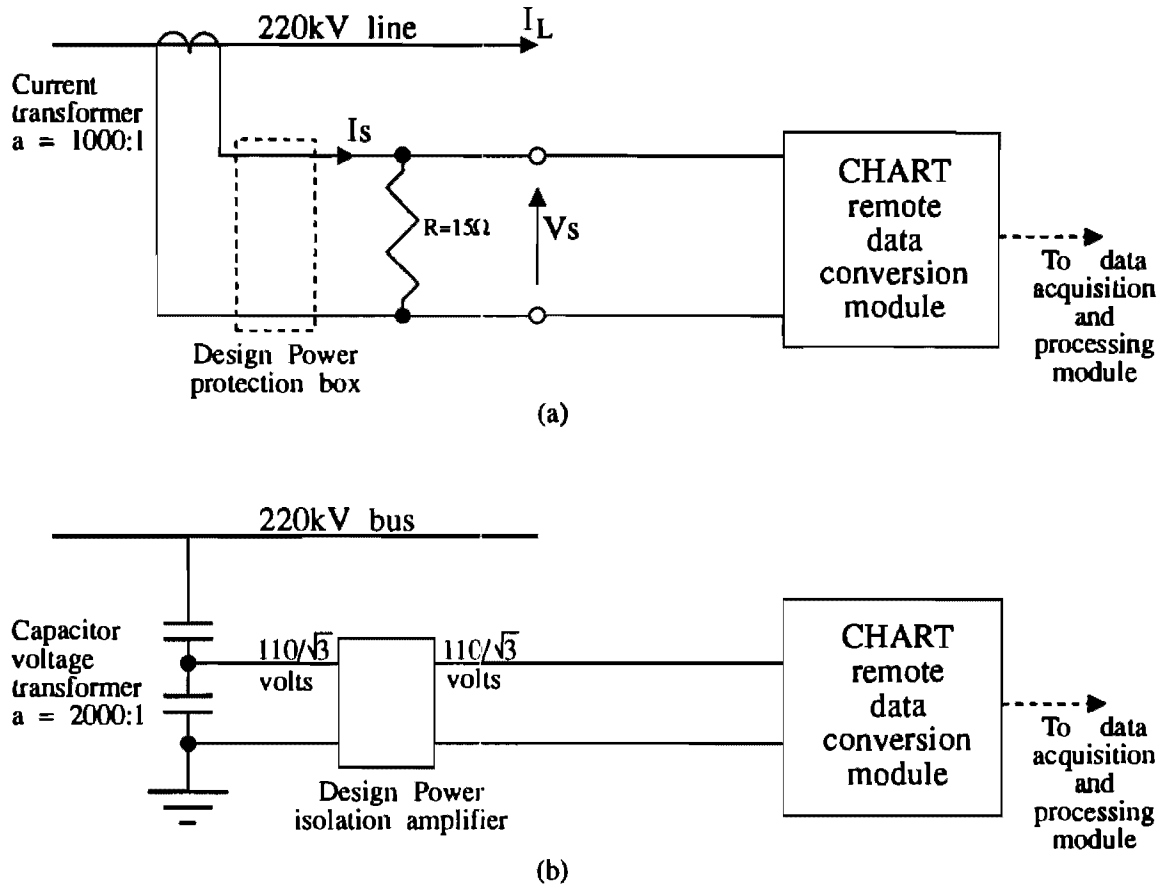 220kV line
I_L
Current
transformer
a = 1000:1
Is
R=15Ω
Vs
CHART
remote
data
conversion
module
To data
acquisition
and
processing
module
Design Power
protection box
(a)
220kV bus
Capacitor
voltage
transformer
a = 2000:1
110/√3
volts
110/√3
volts
CHART
remote
data
conversion
module
To data
acquisition
and
processing
module
Design Power
isolation amplifier
(b)